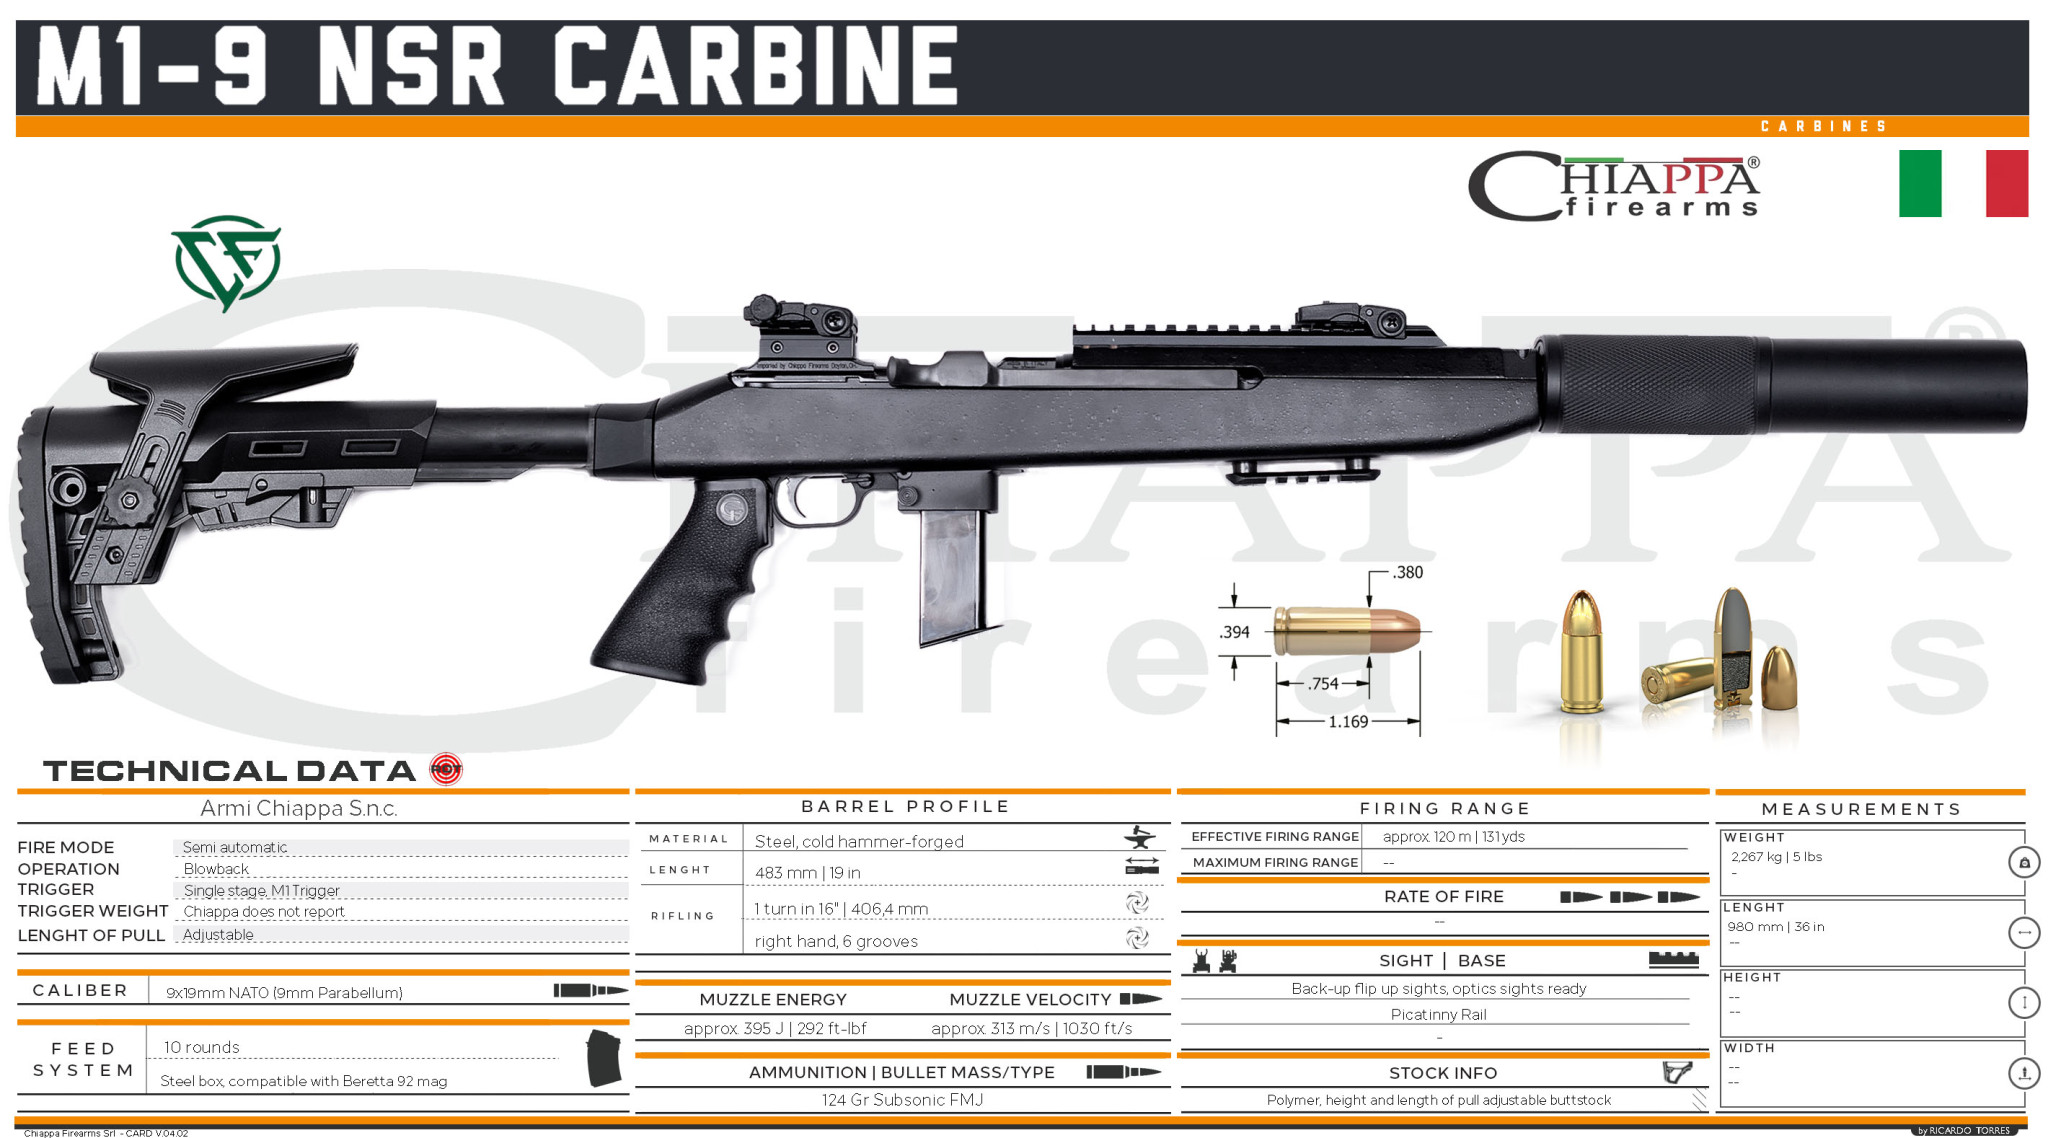 M1-9 NSR CARBINE
CARBINES
CHIAPPA®
firearms
CF
Imported by Chiappa Firearms Dayton, OH
.380
.394
.754
1.169
TECHNICAL DATA
Armi Chiappa S.n.c.
FIRE MODE Semi automatic
OPERATION Blowback
TRIGGER Single stage, M1 Trigger
TRIGGER WEIGHT Chiappa does not report
LENGHT OF PULL Adjustable
CALIBER 9x19mm NATO (9mm Parabellum)
FEED SYSTEM
10 rounds
Steel box, compatible with Beretta 92 mag
BARREL PROFILE
MATERIAL Steel, cold hammer-forged
LENGHT 483 mm | 19 in
RIFLING
1 turn in 16" | 406,4 mm
right hand, 6 grooves
MUZZLE ENERGY MUZZLE VELOCITY
approx. 395 J | 292 ft-lbf approx. 313 m/s | 1030 ft/s
AMMUNITION | BULLET MASS/TYPE
124 Gr Subsonic FMJ
FIRING RANGE
EFFECTIVE FIRING RANGE approx. 120 m | 131 yds
MAXIMUM FIRING RANGE --
RATE OF FIRE
--
SIGHT | BASE
Back-up flip up sights, optics sights ready
Picatinny Rail
-
STOCK INFO
Polymer, height and length of pull adjustable buttstock
MEASUREMENTS
WEIGHT
2,267 kg | 5 lbs
-
LENGHT
980 mm | 36 in
--
HEIGHT
--
--
WIDTH
--
--
Chiappa Firearms Srl - CARD V.04.02
by RICARDO TORRES